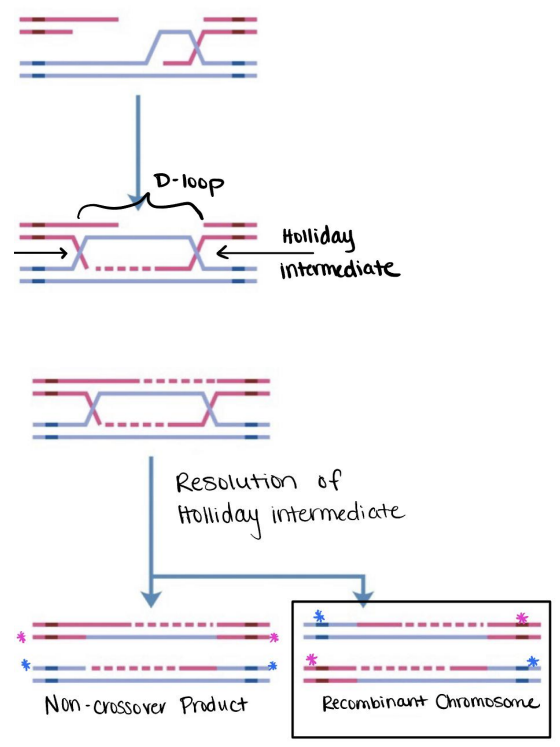 D-loop
Holliday
intermediate
Resolution of
Holliday intermediate
Non-crossover Product
Recombinant Chromosome